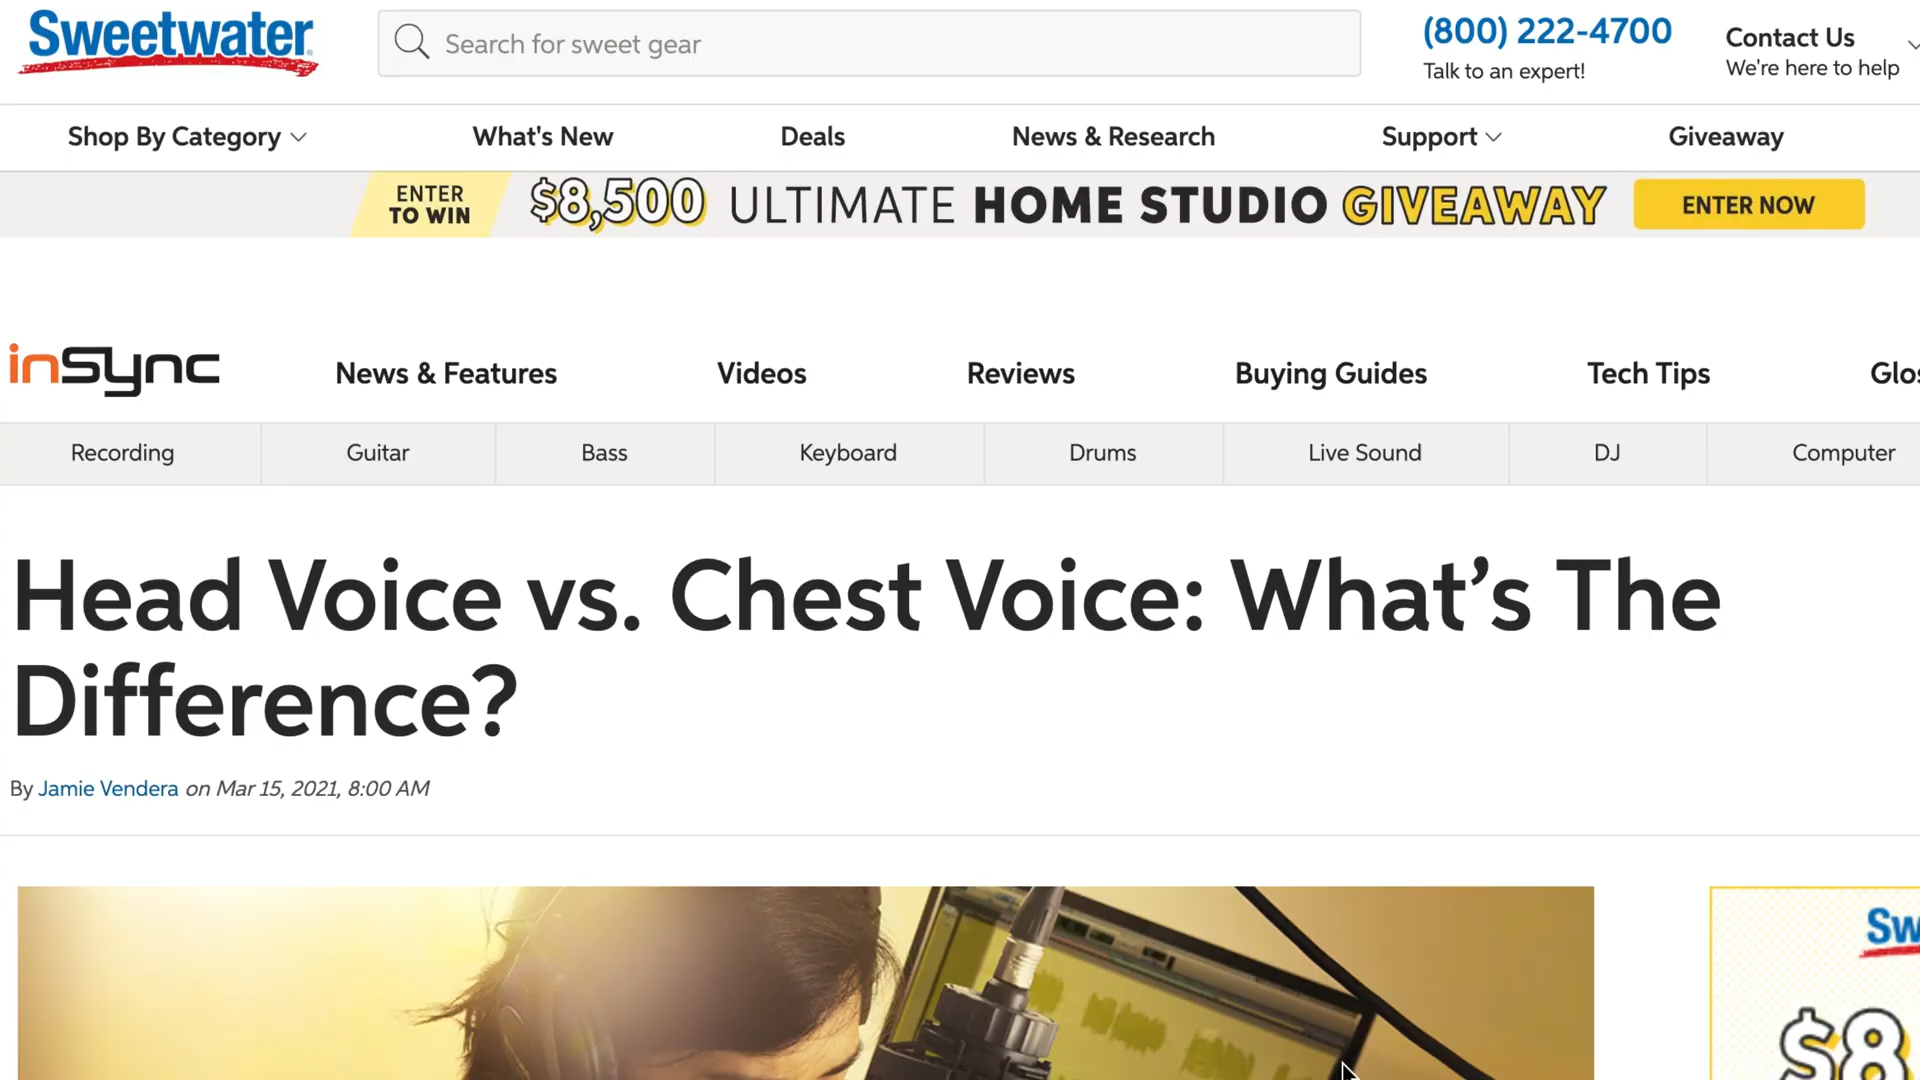 Sweetwater
Search for sweet gear
(800) 222-4700
Talk to an expert!
Contact Us
We're here to help
Shop By Category
What's New
Deals
News & Research
Support
Giveaway
ENTER
TO WIN
$8,500 ULTIMATE HOME STUDIO GIVEAWAY
ENTER NOW
inSync
News & Features
Videos
Reviews
Buying Guides
Tech Tips
Glos
Recording
Guitar
Bass
Keyboard
Drums
Live Sound
DJ
Computer
Head Voice vs. Chest Voice: What’s The
Difference?
By Jamie Vendera on Mar 15, 2021, 8:00 AM
Sw
$8